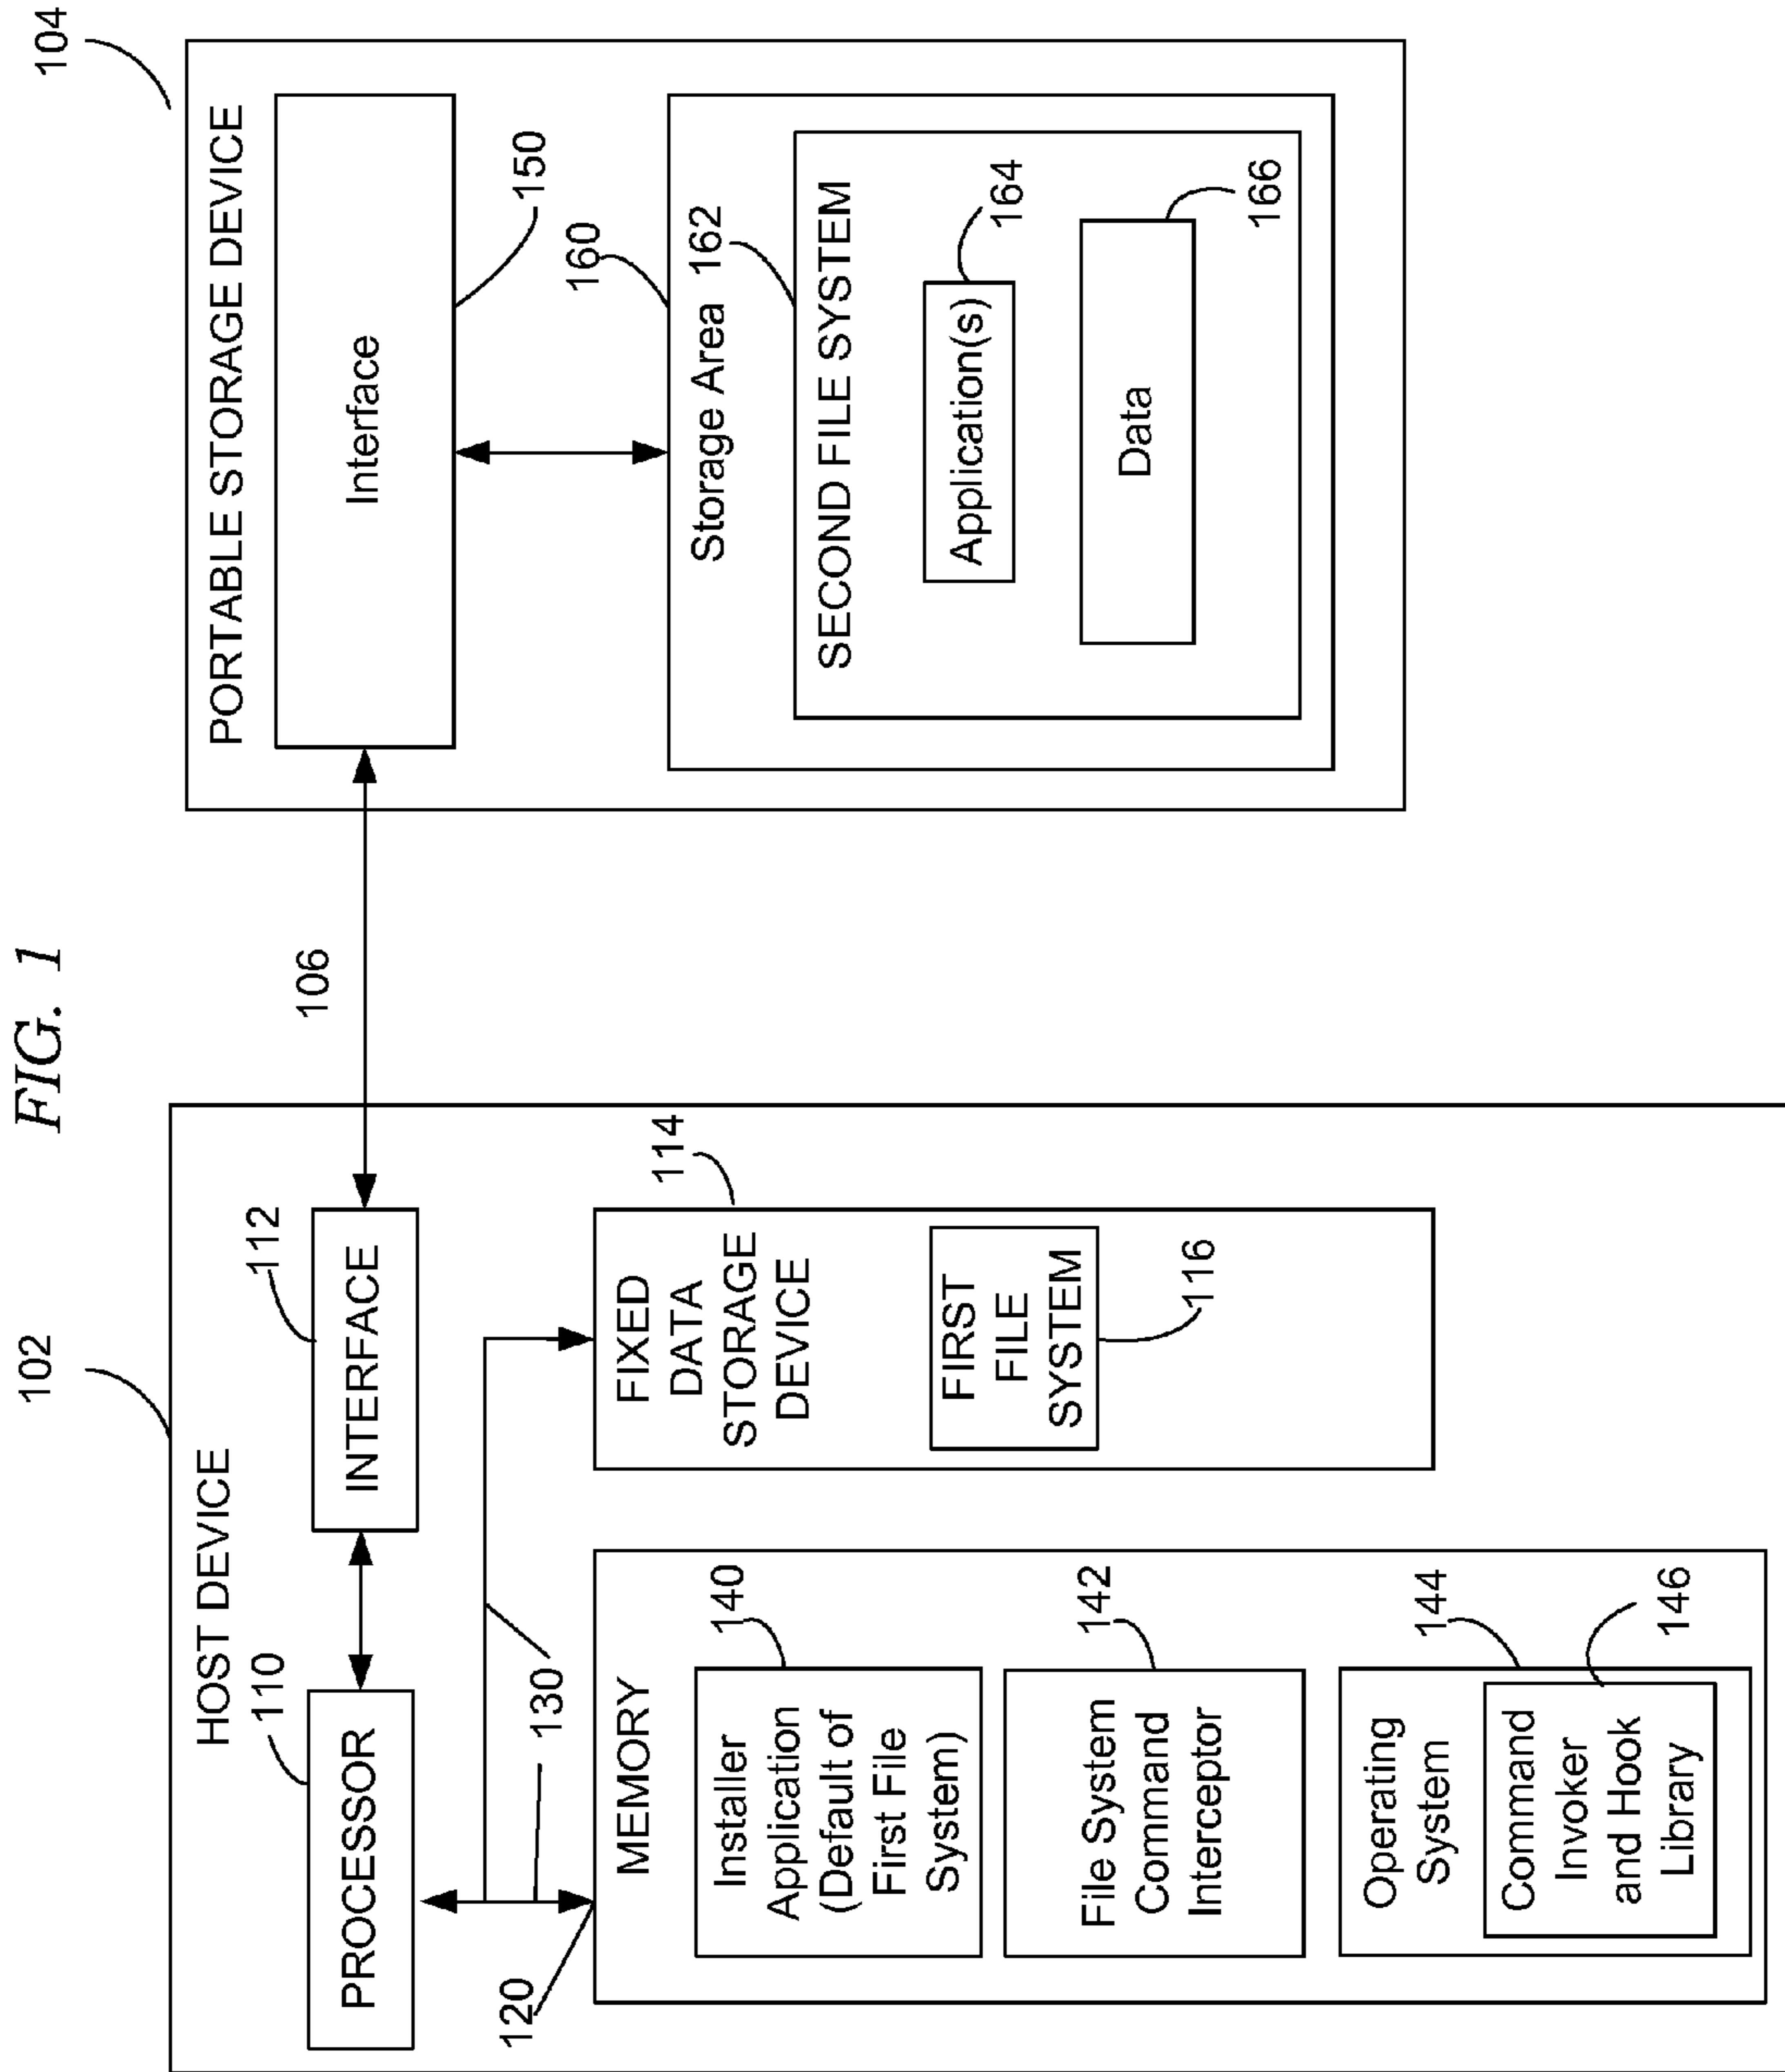 FIG. 1
102
HOST DEVICE
110
PROCESSOR
112
INTERFACE
106
130
120
MEMORY
140
Installer
Application
(Default of
First File
System)
142
File System
Command
Interceptor
144
Operating
System
146
Command
Invoker
and Hook
Library
114
FIXED
DATA
STORAGE
DEVICE
FIRST
FILE
SYSTEM
116
104
PORTABLE STORAGE DEVICE
Interface
150
160
Storage Area
162
SECOND FILE SYSTEM
Application(s)
164
Data
166